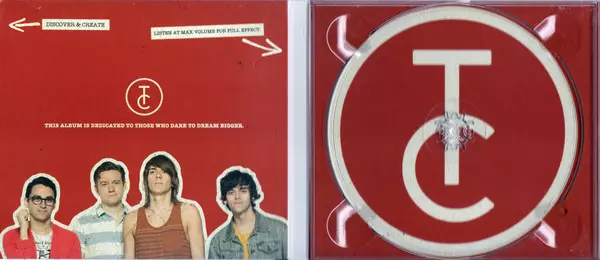 DISCOVER & CREATE
LISTEN AT MAX VOLUME FOR FULL EFFECT
TC
THIS ALBUM IS DEDICATED TO THOSE WHO DARE TO DREAM BIGGER.
TC